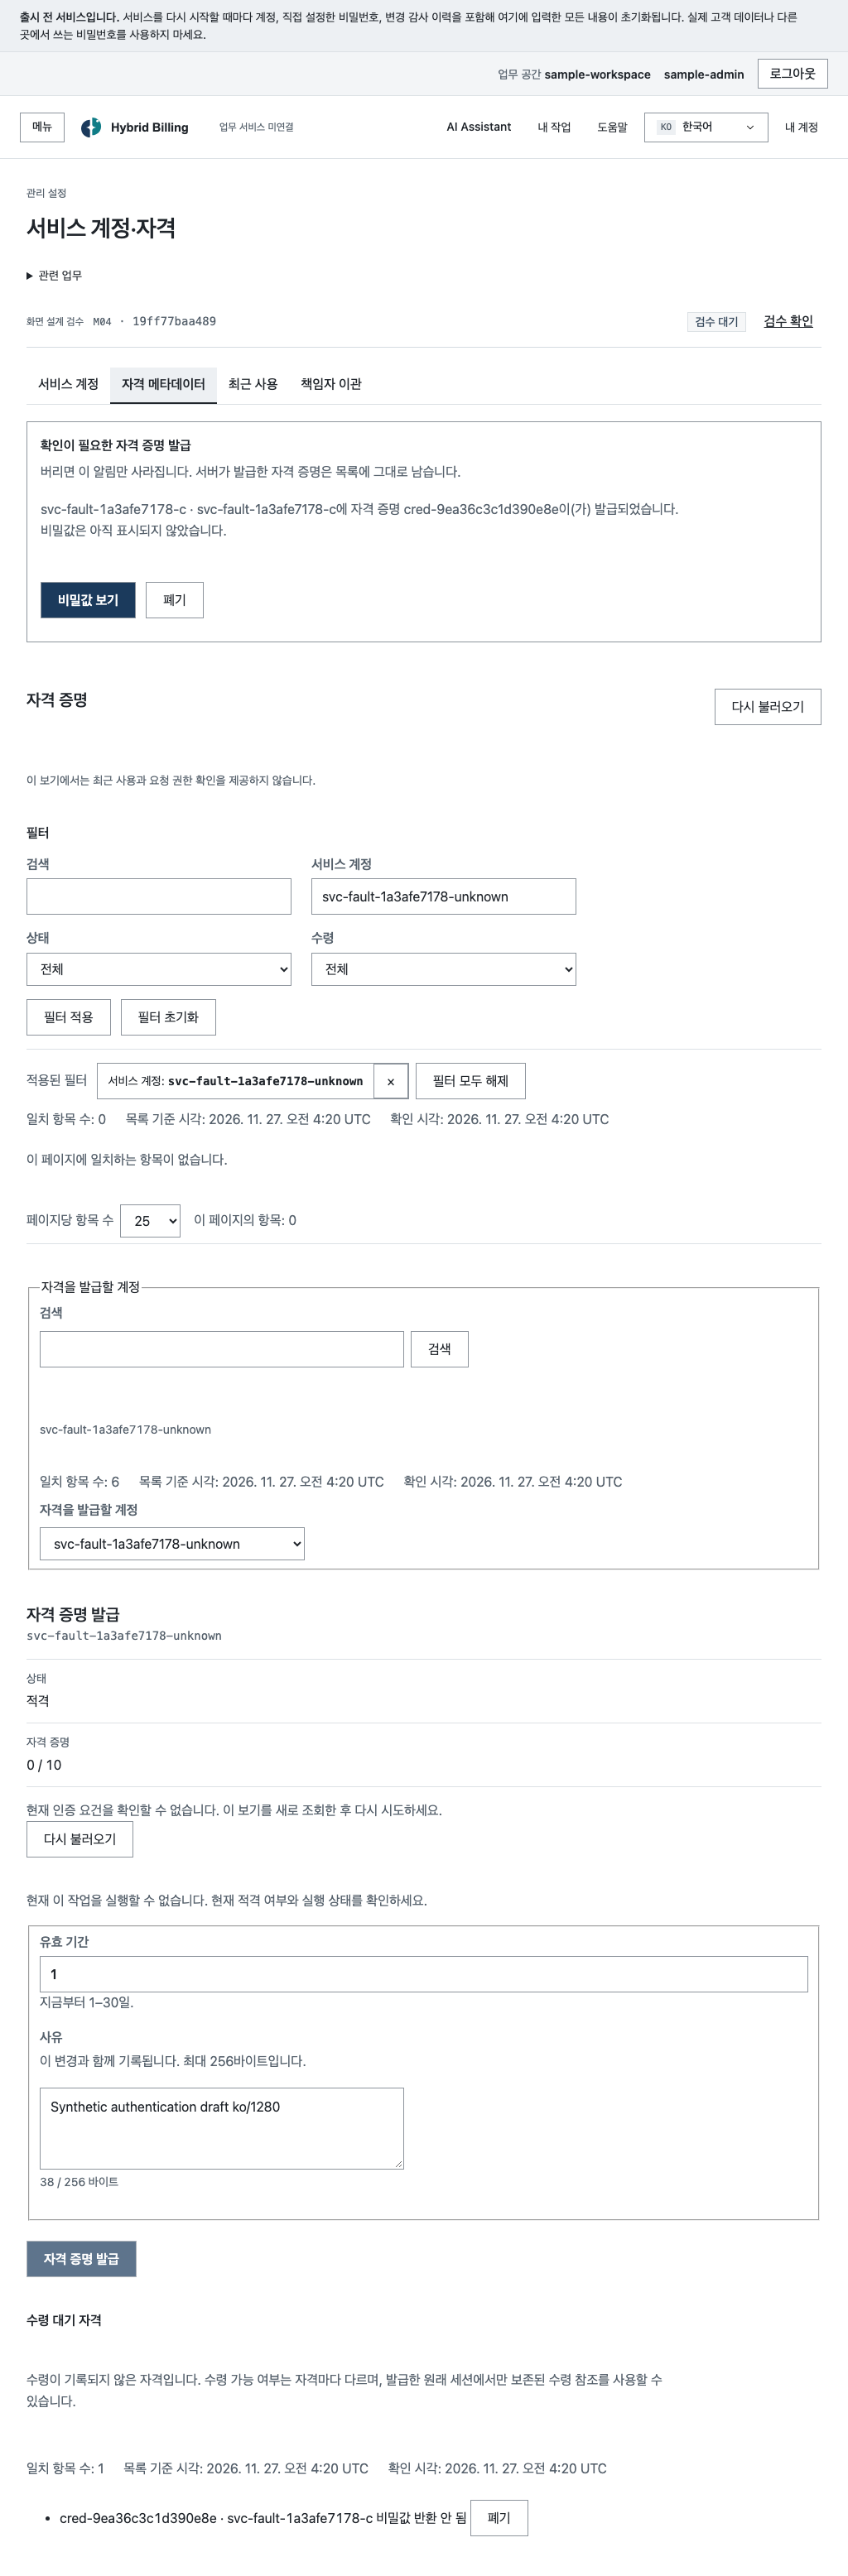 출시 전 서비스입니다. 서비스를 다시 시작할 때마다 계정, 직접 설정한 비밀번호, 변경 감사 이력을 포함해 여기에 입력한 모든 내용이 초기화됩니다. 실제 고객 데이터나 다른
곳에서 쓰는 비밀번호를 사용하지 마세요.
업무 공간 sample-workspace sample-admin 로그아웃
메뉴 Hybrid Billing 업무 서비스 미연결 AI Assistant 내 작업 도움말 KO 한국어 내 계정
관리 설정
서비스 계정·자격
▶ 관련 업무
화면 설계 검수 M04 · 19ff77baa489 검수 대기 검수 확인
서비스 계정 자격 메타데이터 최근 사용 책임자 이관
확인이 필요한 자격 증명 발급
버리면 이 알림만 사라집니다. 서버가 발급한 자격 증명은 목록에 그대로 남습니다.
svc-fault-1a3afe7178-c · svc-fault-1a3afe7178-c에 자격 증명 cred-9ea36c3c1d390e8e이(가) 발급되었습니다.
비밀값은 아직 표시되지 않았습니다.
비밀값 보기 폐기
자격 증명 다시 불러오기
이 보기에서는 최근 사용과 요청 권한 확인을 제공하지 않습니다.
필터
검색 서비스 계정
svc-fault-1a3afe7178-unknown
상태 수령
전체 전체
필터 적용 필터 초기화
적용된 필터 서비스 계정: svc-fault-1a3afe7178-unknown × 필터 모두 해제
일치 항목 수: 0 목록 기준 시각: 2026. 11. 27. 오전 4:20 UTC 확인 시각: 2026. 11. 27. 오전 4:20 UTC
이 페이지에 일치하는 항목이 없습니다.
페이지당 항목 수 25 이 페이지의 항목: 0
자격을 발급할 계정
검색
검색
svc-fault-1a3afe7178-unknown
일치 항목 수: 6 목록 기준 시각: 2026. 11. 27. 오전 4:20 UTC 확인 시각: 2026. 11. 27. 오전 4:20 UTC
자격을 발급할 계정
svc-fault-1a3afe7178-unknown
자격 증명 발급
svc-fault-1a3afe7178-unknown
상태
적격
자격 증명
0 / 10
현재 인증 요건을 확인할 수 없습니다. 이 보기를 새로 조회한 후 다시 시도하세요.
다시 불러오기
현재 이 작업을 실행할 수 없습니다. 현재 적격 여부와 실행 상태를 확인하세요.
유효 기간
1
지금부터 1–30일.
사유
이 변경과 함께 기록됩니다. 최대 256바이트입니다.
Synthetic authentication draft ko/1280
38 / 256 바이트
자격 증명 발급
수령 대기 자격
수령이 기록되지 않은 자격입니다. 수령 가능 여부는 자격마다 다르며, 발급한 원래 세션에서만 보존된 수령 참조를 사용할 수
있습니다.
일치 항목 수: 1 목록 기준 시각: 2026. 11. 27. 오전 4:20 UTC 확인 시각: 2026. 11. 27. 오전 4:20 UTC
• cred-9ea36c3c1d390e8e · svc-fault-1a3afe7178-c 비밀값 반환 안 됨 폐기